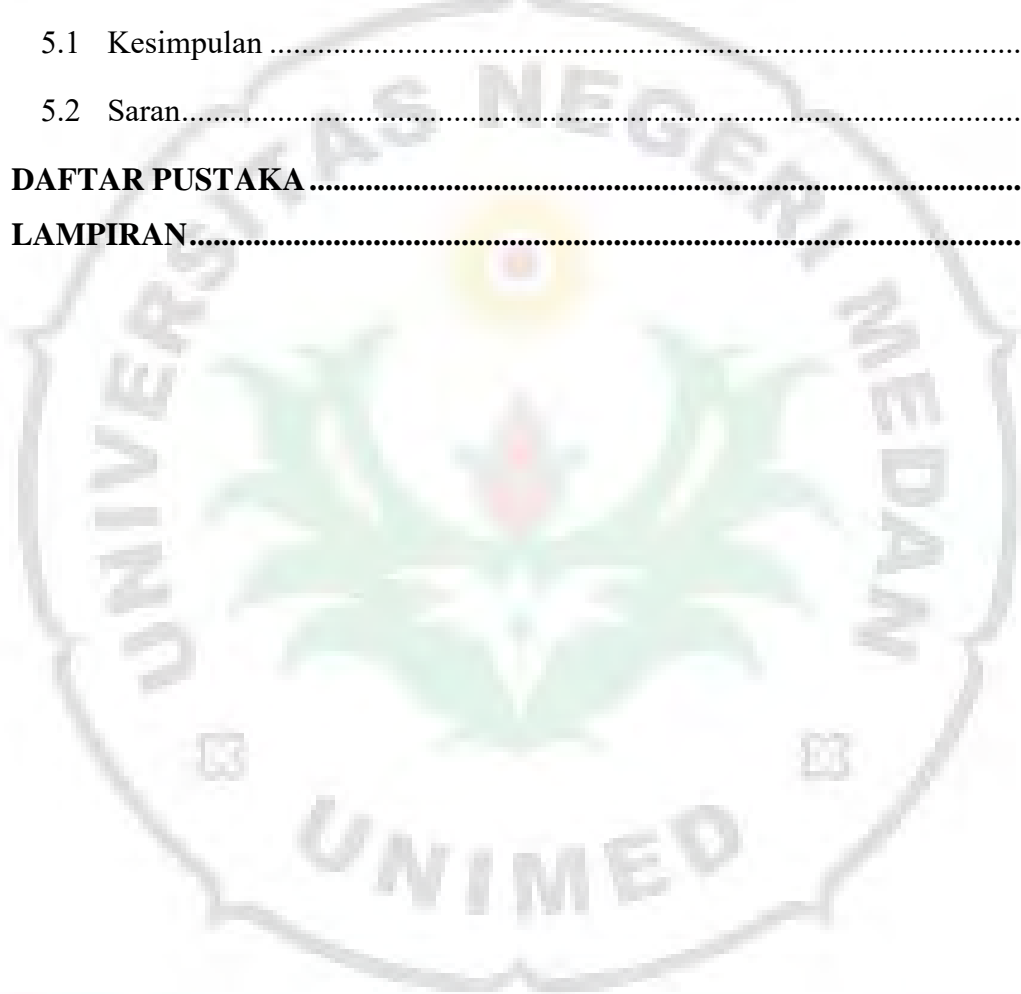 5.1 Kesimpulan ........................................................................................................
5.2 Saran...................................................................................................................
DAFTAR PUSTAKA ..............................................................................................
LAMPIRAN.............................................................................................................
UNIVERSITAS NEGERI MEDAN
UNIMED